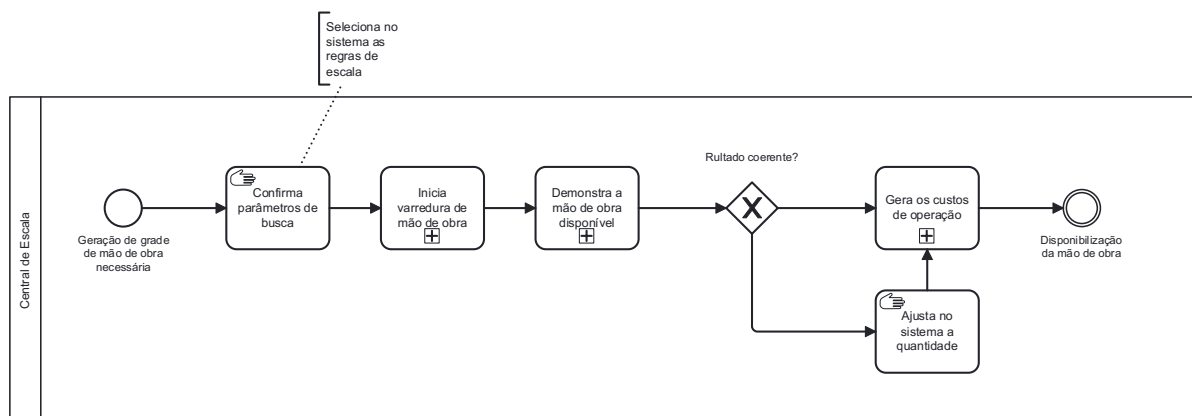 Seleciona no
sistema as
regras de
escala
Central de Escala
Geração de grade
de mão de obra
necessária
Confirma
parâmetros de
busca
Inicia
varredura de
mão de obra
Demonstra a
mão de obra
disponível
Rultado coerente?
Gera os custos
de operação
Disponibilização
da mão de obra
Ajusta no
sistema a
quantidade